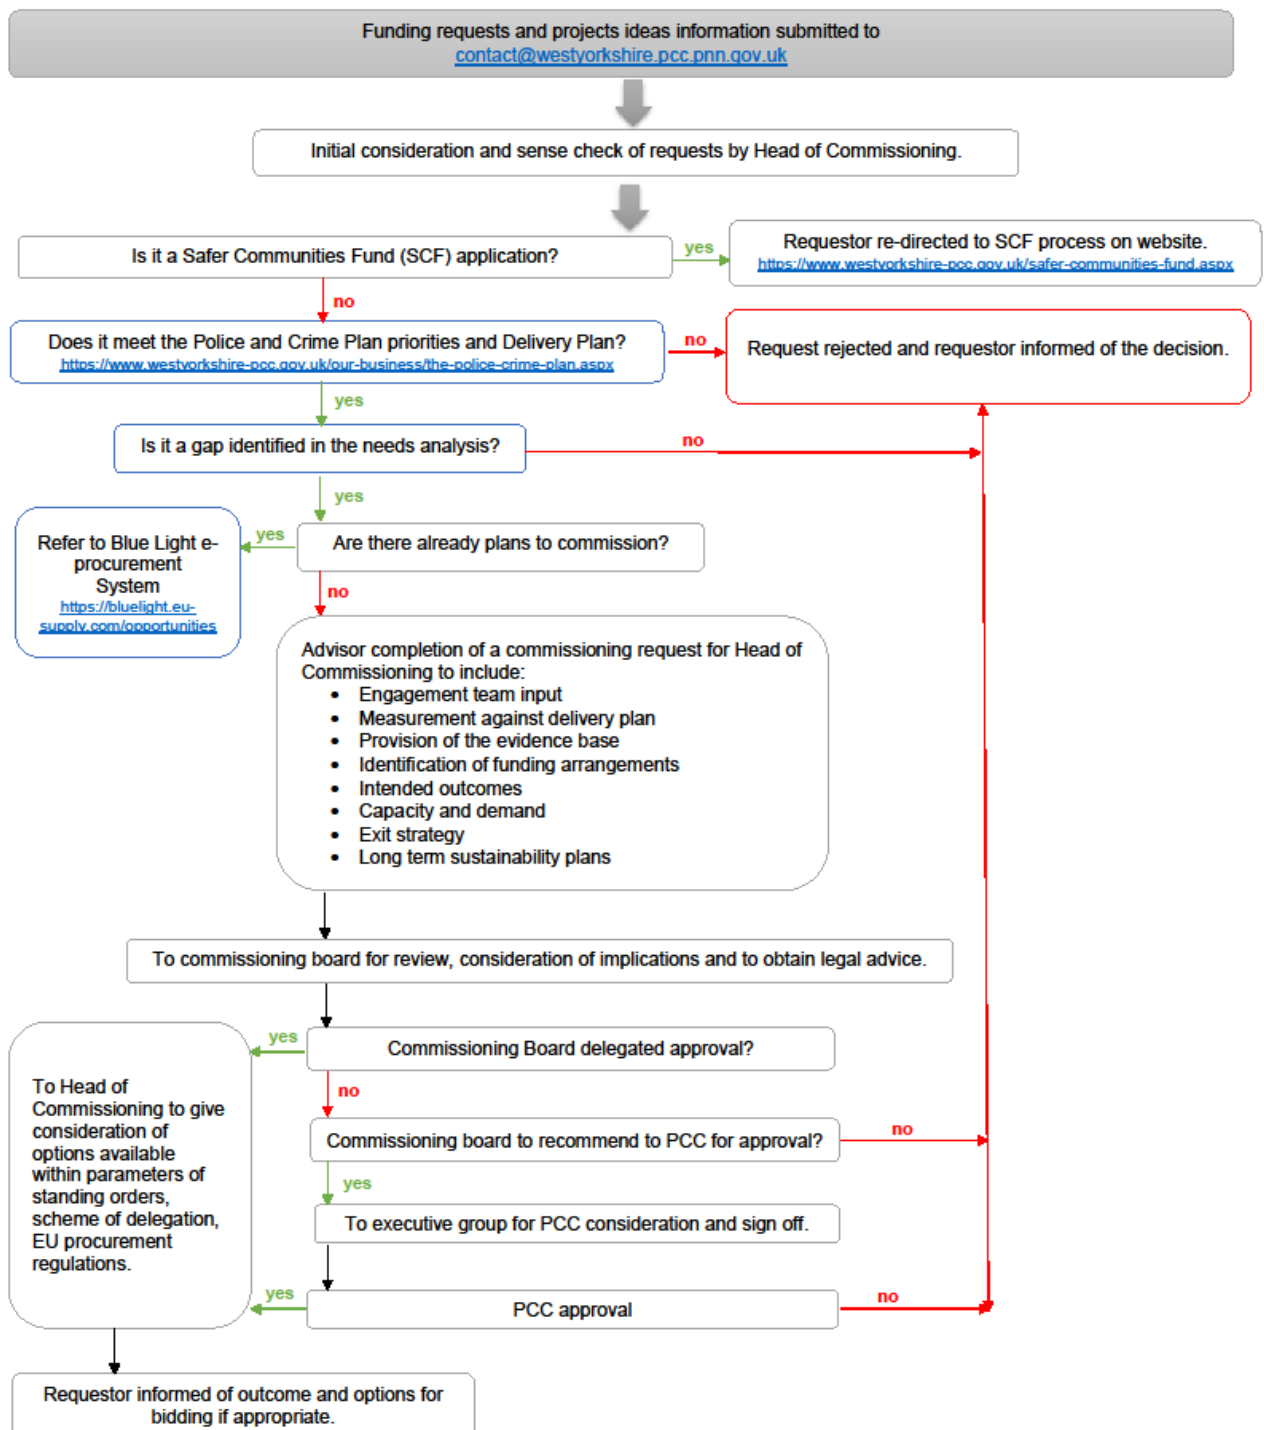 Funding requests and projects ideas information submitted to
contact@westyorkshire.pcc.pnn.gov.uk
Initial consideration and sense check of requests by Head of Commissioning.
Is it a Safer Communities Fund (SCF) application?
yes
Requestor re-directed to SCF process on website.
https://www.westyorkshire-pcc.gov.uk/safer-communities-fund.aspx
no
Does it meet the Police and Crime Plan priorities and Delivery Plan?
https://www.westyorkshire-pcc.gov.uk/our-business/the-police-crime-plan.aspx
no
Request rejected and requestor informed of the decision.
yes
Is it a gap identified in the needs analysis?
no
yes
Are there already plans to commission?
yes
Refer to Blue Light e-
procurement
System
https://bluelight.eu-
supply.com/opportunities
no
Advisor completion of a commissioning request for Head of
Commissioning to include:
• Engagement team input
• Measurement against delivery plan
• Provision of the evidence base
• Identification of funding arrangements
• Intended outcomes
• Capacity and demand
• Exit strategy
• Long term sustainability plans
To commissioning board for review, consideration of implications and to obtain legal advice.
Commissioning Board delegated approval?
yes
To Head of
Commissioning to give
consideration of
options available
within parameters of
standing orders,
scheme of delegation,
EU procurement
regulations.
no
Commissioning board to recommend to PCC for approval?
no
yes
To executive group for PCC consideration and sign off.
PCC approval
yes
no
Requestor informed of outcome and options for
bidding if appropriate.